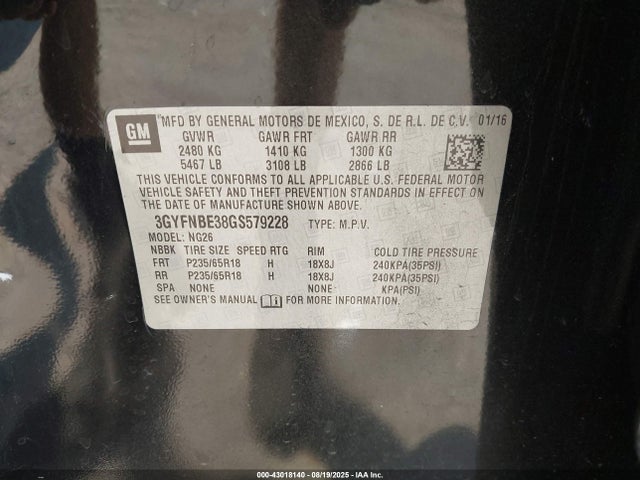 GM
MFD BY GENERAL MOTORS DE MEXICO, S. DE R.L. DE C.V. 01/16
GVWR GAWR FRT GAWR RR
2480 KG 1410 KG 1300 KG
5467 LB 3108 LB 2866 LB
THIS VEHICLE CONFORMS TO ALL APPLICABLE U.S. FEDERAL MOTOR
VEHICLE SAFETY AND THEFT PREVENTION STANDARDS IN EFFECT ON THE
DATE OF MANUFACTURE SHOWN ABOVE.
3GYFNBE38GS579228 TYPE: M.P.V.
MODEL: NG26
NBBK TIRE SIZE SPEED RTG RIM COLD TIRE PRESSURE
FRT P235/65R18 H 18X8J 240KPA(35PSI)
RR P235/65R18 H 18X8J 240KPA(35PSI)
SPA NONE NONE KPA(PSI)
SEE OWNER'S MANUAL FOR MORE INFORMATION.
000-43018140 - 08/19/2025 - IAA Inc.